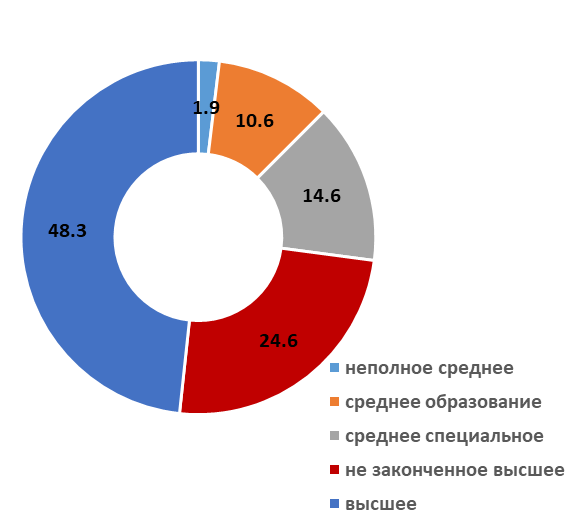 1.9
10.6
14.6
48.3
24.6
неполное среднее
среднее образование
среднее специальное
не законченное высшее
высшее